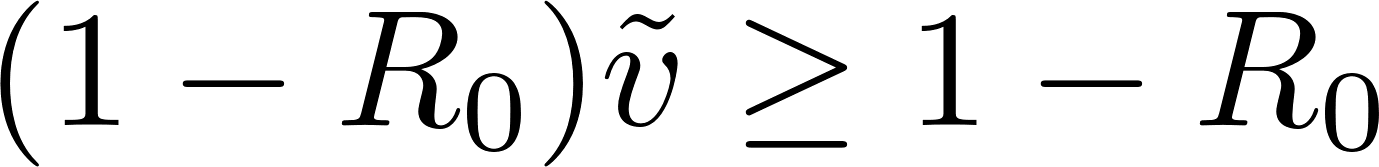 (1 − R₀)ṽ ≥ 1 − R₀